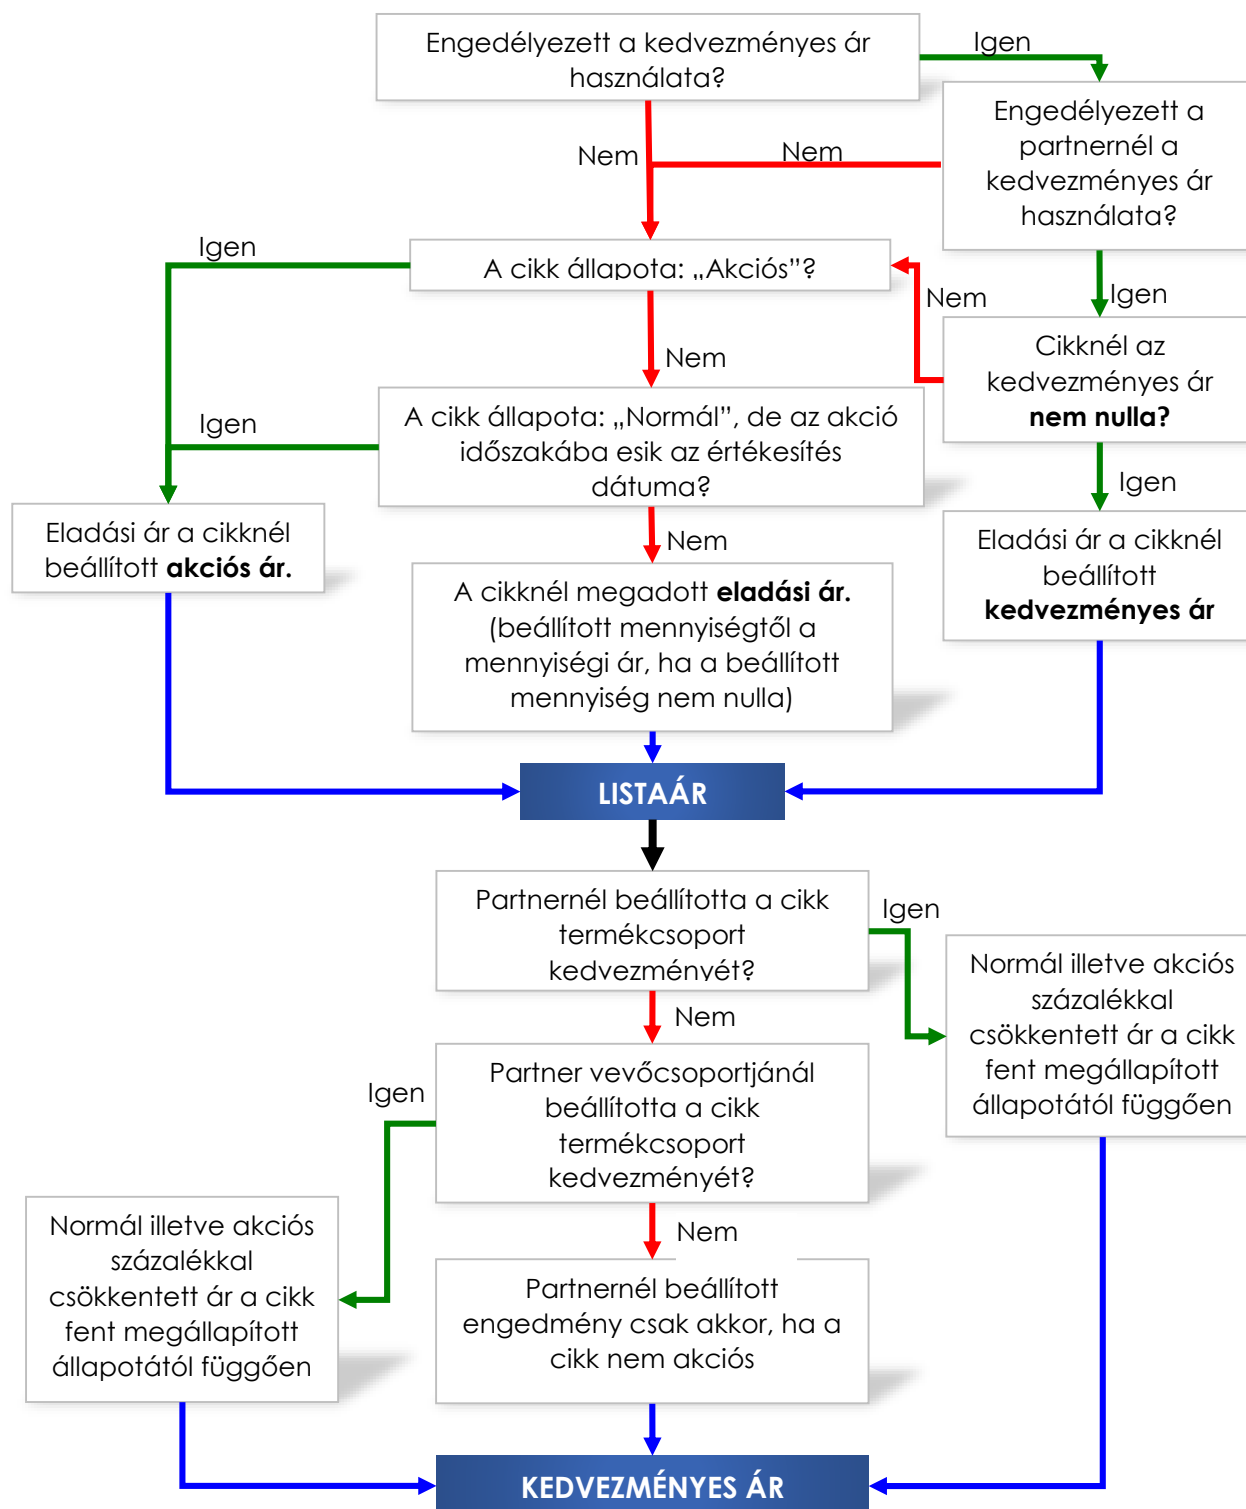 Engedélyezett a kedvezményes ár
használata?
Igen
Engedélyezett a
partnernél a
kedvezményes ár
használata?
Nem
Nem
Igen
A cikk állapota: „Akciós”?
Igen
Nem
Cikknél az
kedvezményes ár
nem nulla?
Nem
Igen
A cikk állapota: „Normál”, de az akció
időszakába esik az értékesítés
dátuma?
Igen
Eladási ár a cikknél
beállított akciós ár.
Nem
Eladási ár a cikknél
beállított
kedvezményes ár
A cikknél megadott eladási ár.
(beállított mennyiségtől a
mennyiségi ár, ha a beállított
mennyiség nem nulla)
LISTAÁR
Partnernél beállította a cikk
termékcsoport
kedvezményét?
Igen
Normál illetve akciós
százalékkal
csökkentett ár a cikk
fent megállapított
állapotától függően
Nem
Partner vevőcsoportjánál
beállította a cikk
termékcsoport
kedvezményét?
Igen
Normál illetve akciós
százalékkal
csökkentett ár a cikk
fent megállapított
állapotától függően
Nem
Partnernél beállított
engedmény csak akkor, ha a
cikk nem akciós
KEDVEZMÉNYES ÁR